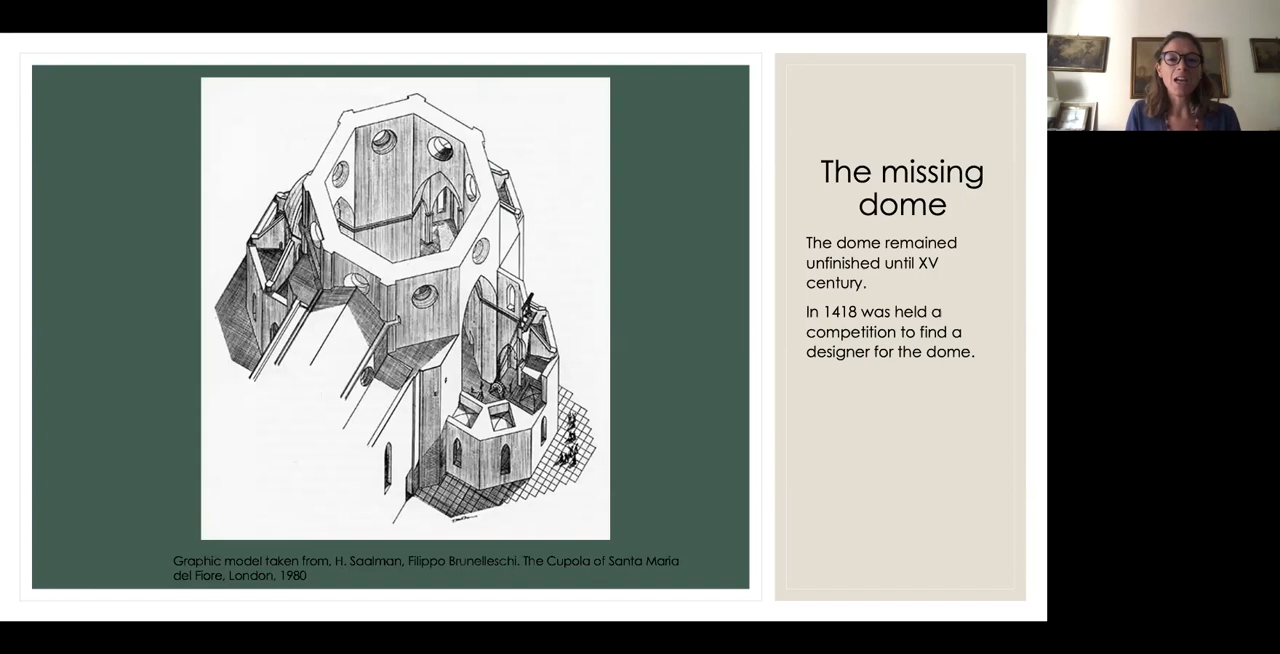 The missing
dome
The dome remained
unfinished until XV
century.
In 1418 was held a
competition to find a
designer for the dome.
Graphic model taken from, H. Saalman, Filippo Brunelleschi. The Cupola of Santa Maria
del Fiore, London, 1980